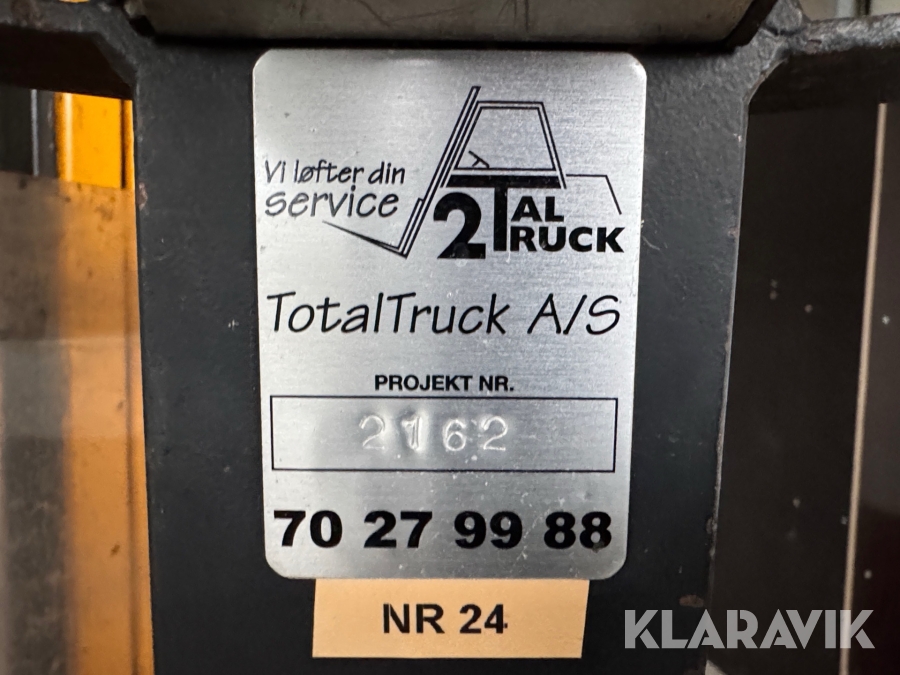 Vi løfter din
service
2TAL
TRUCK
TotalTruck A/S
PROJEKT NR.
2162
70 27 99 88
NR 24
KLARAVIK